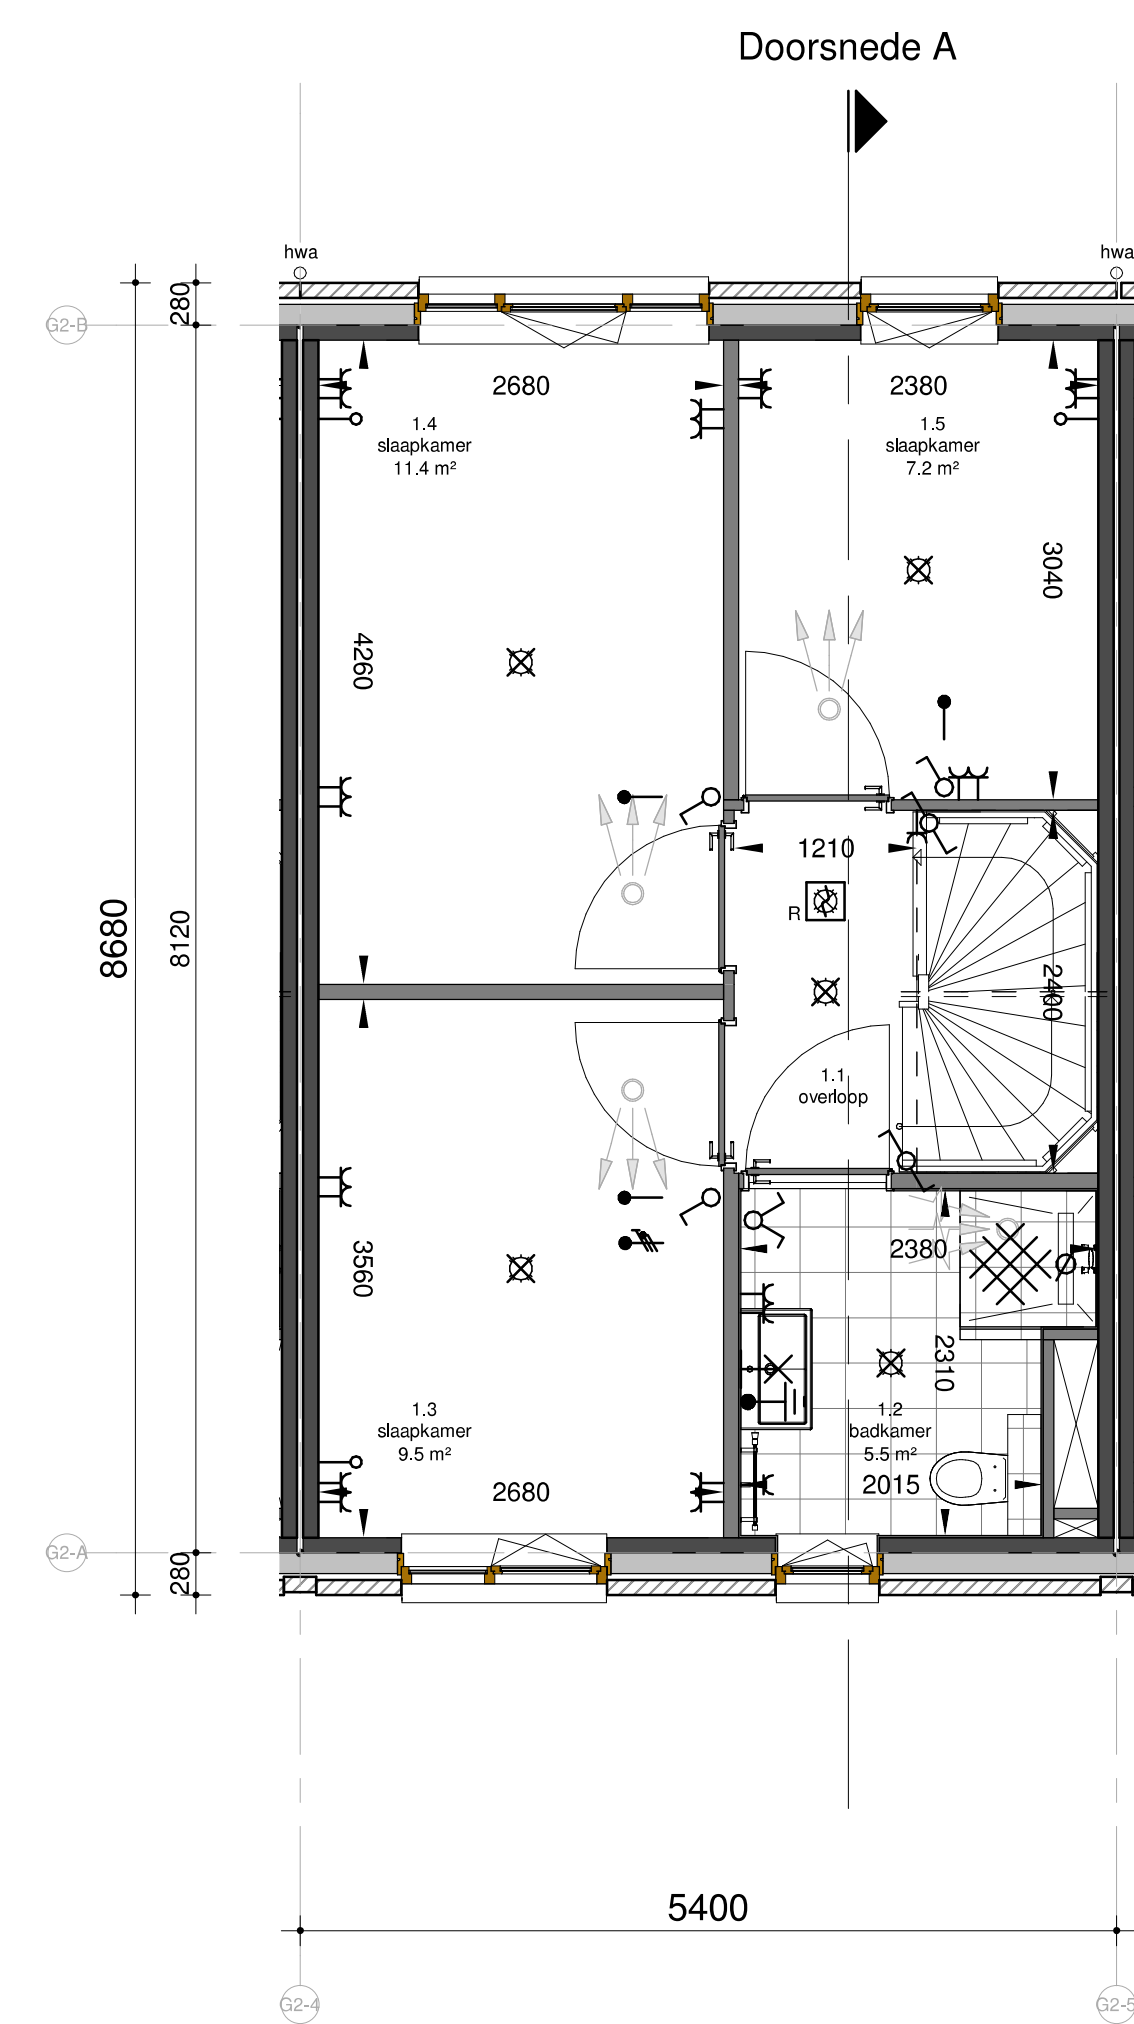 Doorsnede A
hwa
hwa
280
G2-B
2680
2380
1.4
slaapkamer
11.4 m²
1.5
slaapkamer
7.2 m²
3040
4260
1210
R
8680
8120
2400
1.1
overloop
3560
2380
2310
1.3
slaapkamer
9.5 m²
1.2
badkamer
5.5 m²
2680
2015
G2-A
280
5400
G2-4
G2-5